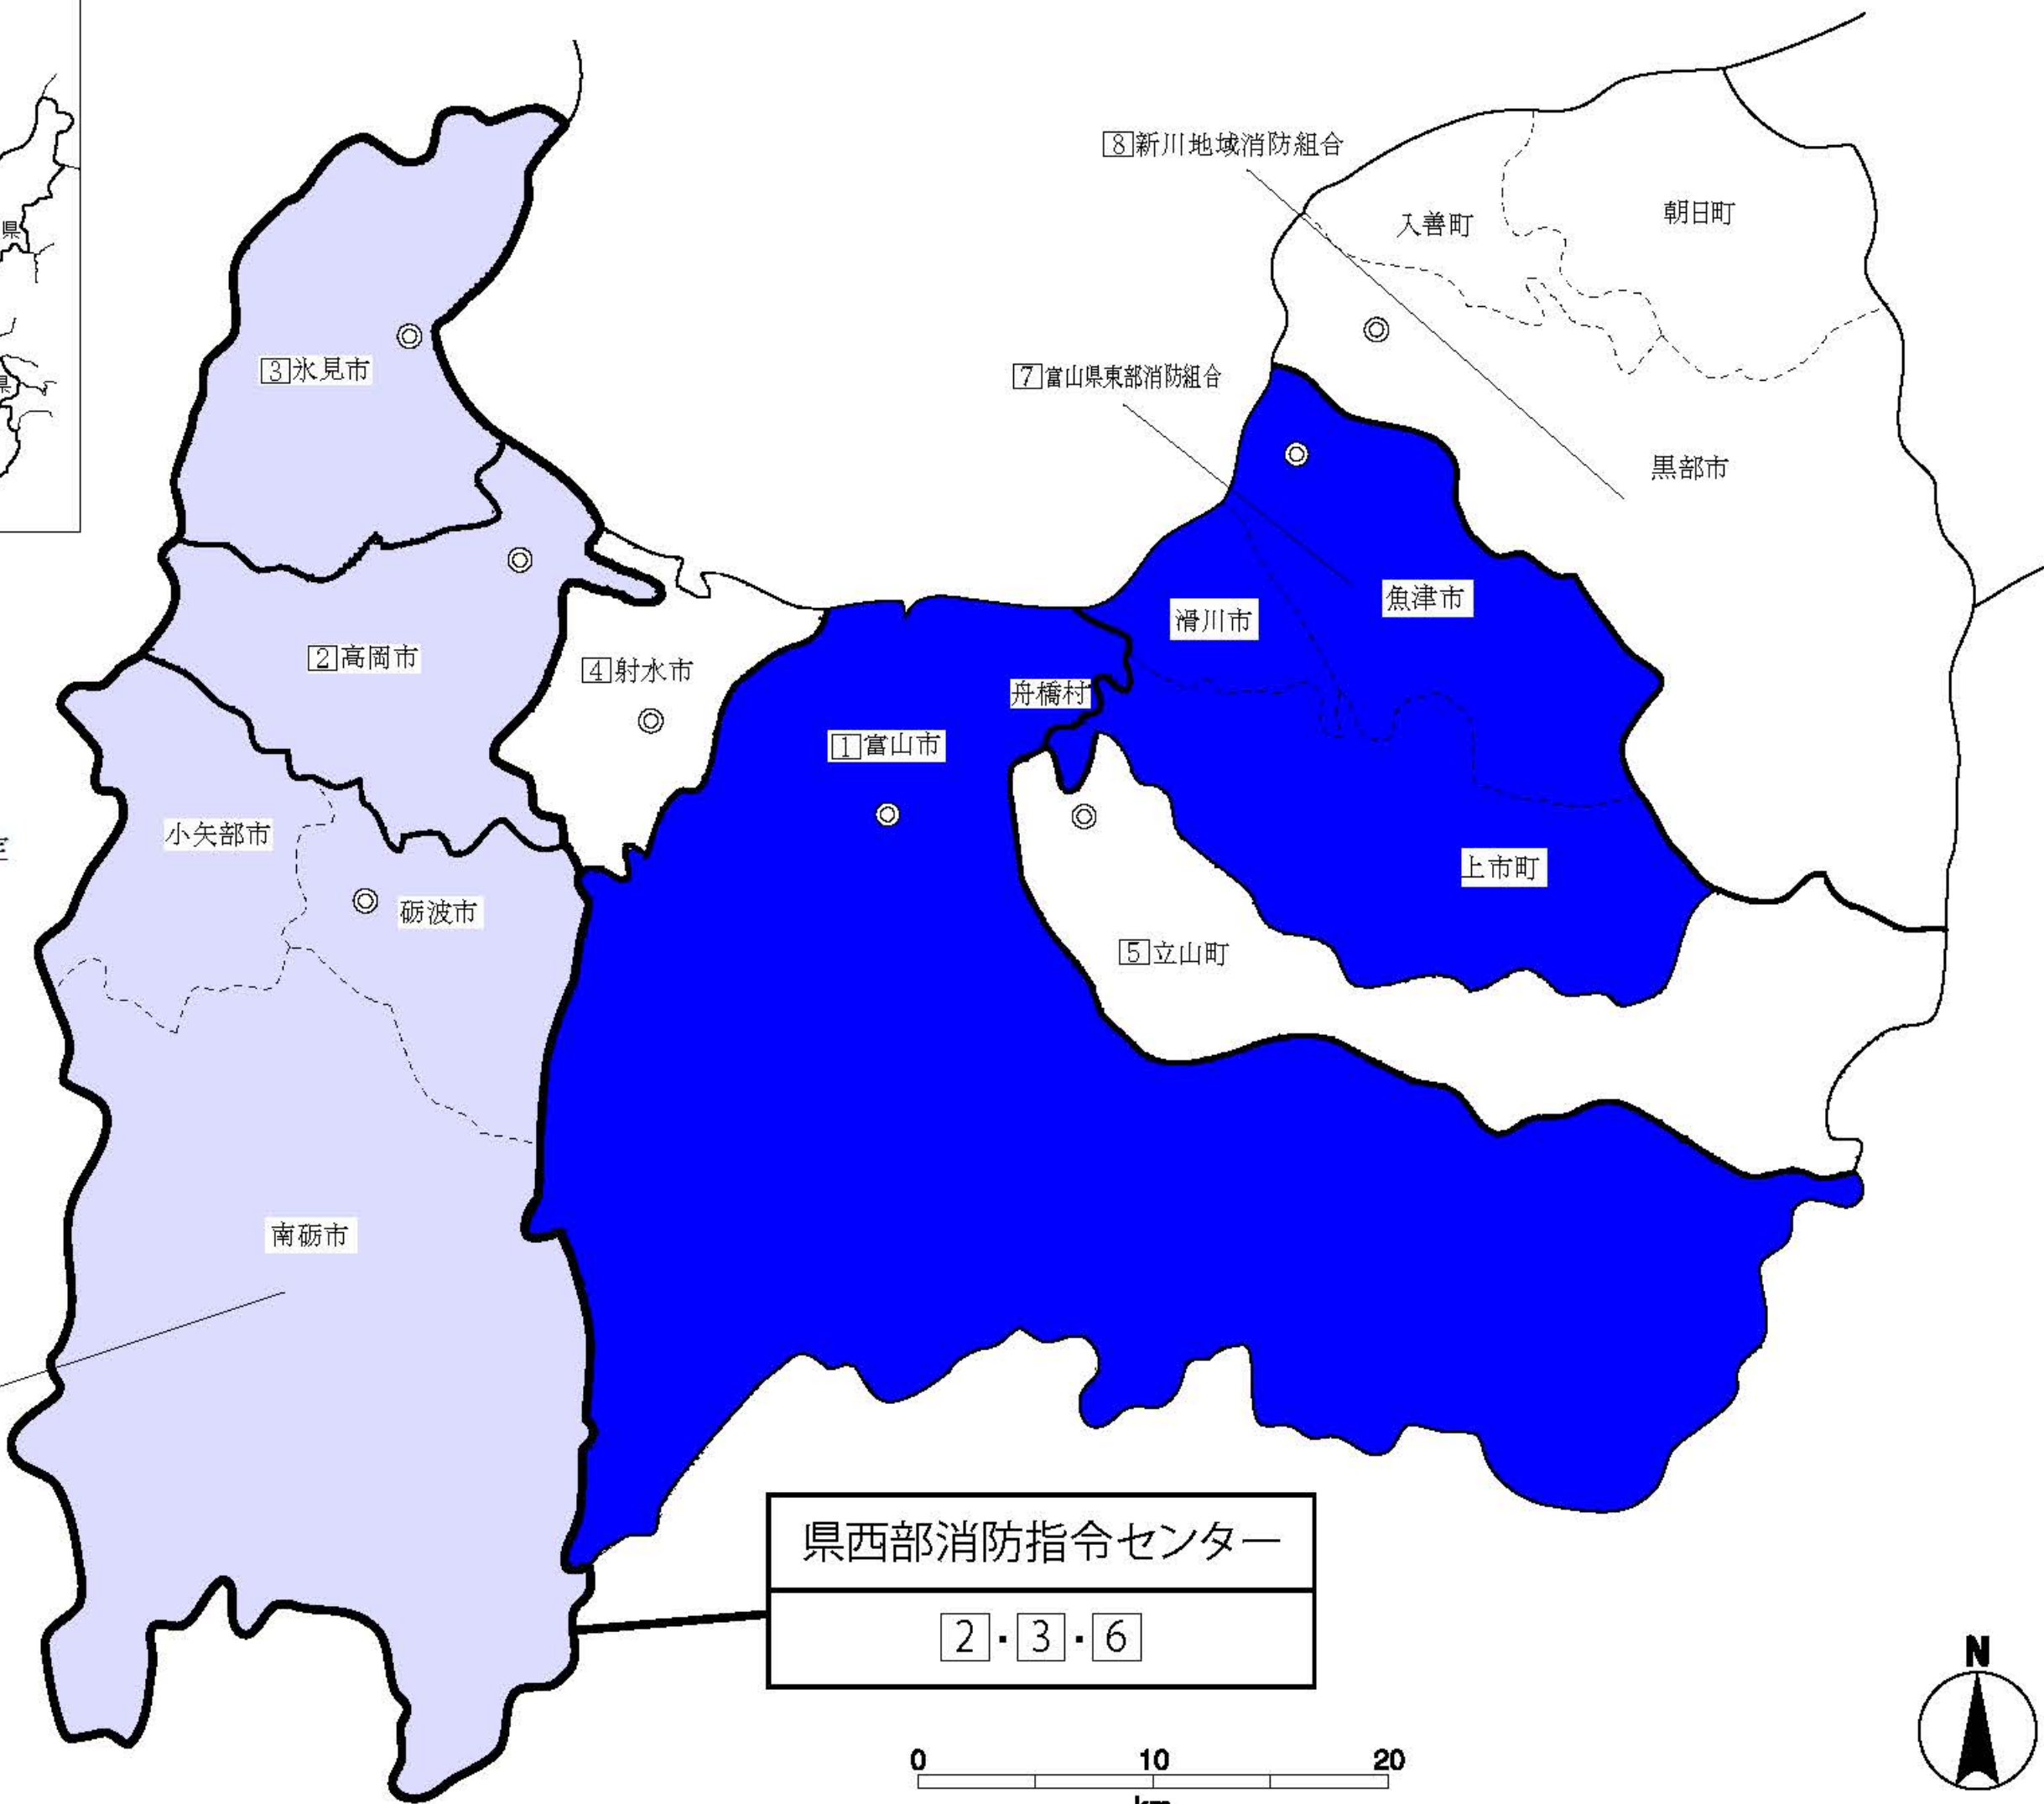 県
県
8新川地域消防組合
入善町
朝日町
3氷見市
7富山県東部消防組合
黒部市
魚津市
滑川市
2高岡市
4射水市
舟橋村
1富山市
小矢部市
上市町
砺波市
5立山町
南砺市
県西部消防指令センター
2・3・6
N
0 10 20
km